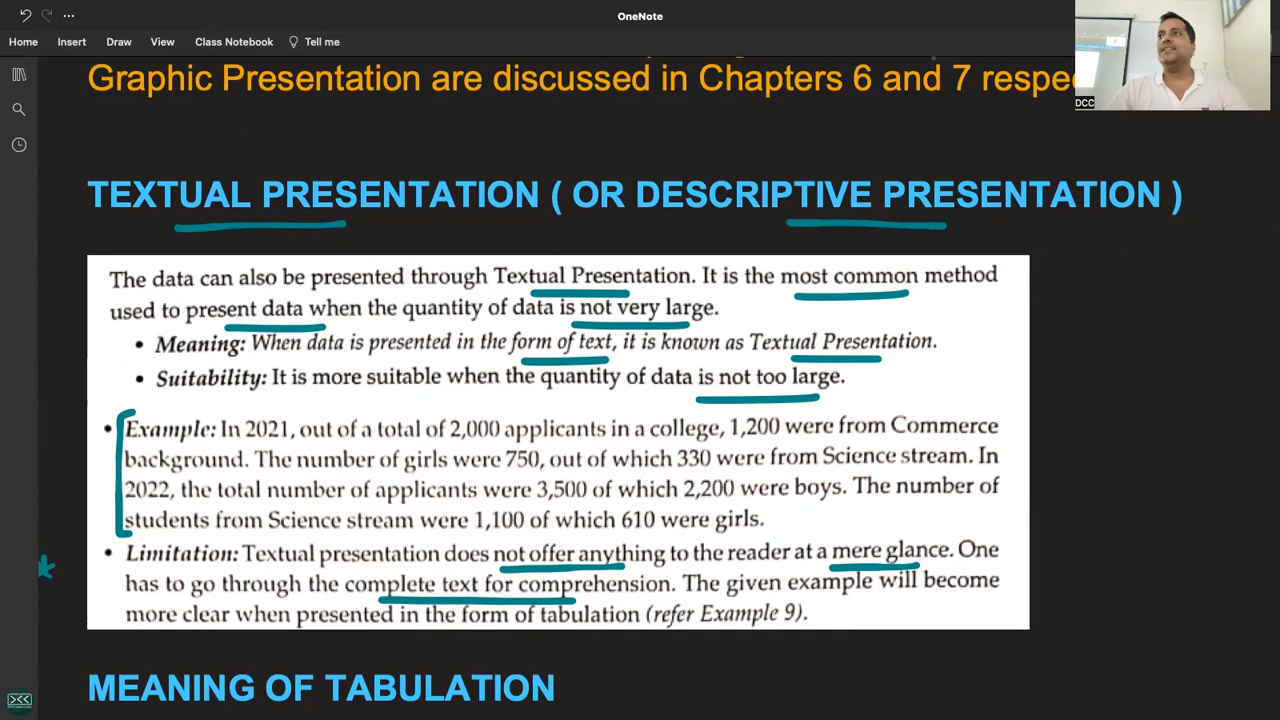 OneNote
Home Insert Draw View Class Notebook Tell me
Graphic Presentation are discussed in Chapters 6 and 7
DCC
TEXTUAL PRESENTATION ( OR DESCRIPTIVE PRESENTATION )
The data can also be presented through Textual Presentation. It is the most common method
used to present data when the quantity of data is not very large.
• Meaning: When data is presented in the form of text, it is known as Textual Presentation.
• Suitability: It is more suitable when the quantity of data is not too large.
• Example: In 2021, out of a total of 2,000 applicants in a college, 1,200 were from Commerce
background. The number of girls were 750, out of which 330 were from Science stream. In
2022, the total number of applicants were 3,500 of which 2,200 were boys. The number of
students from Science stream were 1,100 of which 610 were girls.
• Limitation: Textual presentation does not offer anything to the reader at a mere glance. One
has to go through the complete text for comprehension. The given example will become
more clear when presented in the form of tabulation (refer Example 9).
MEANING OF TABULATION